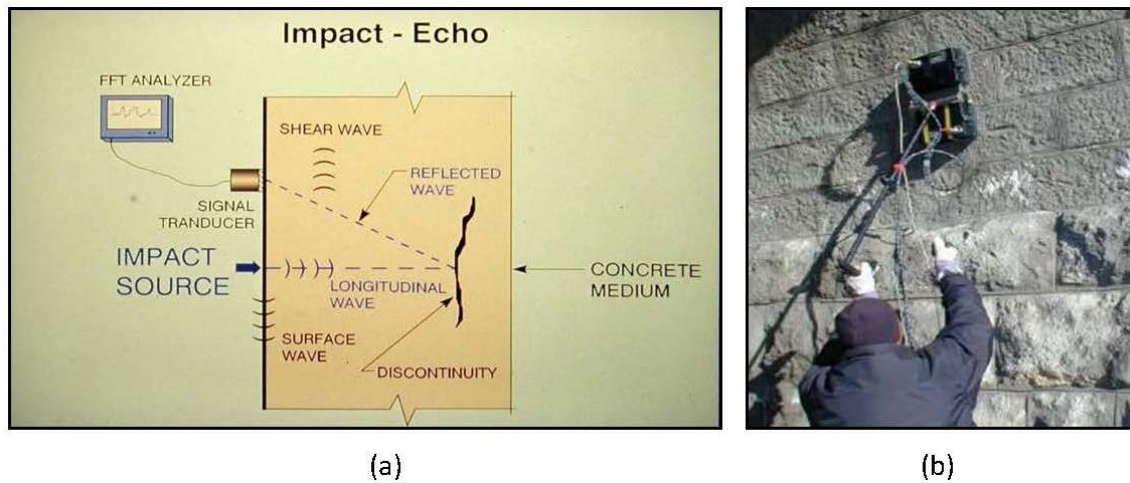 Impact - Echo
FFT ANALYZER
SHEAR WAVE
REFLECTED
WAVE
SIGNAL
TRANDUCER
IMPACT
SOURCE
LONGITUDINAL
WAVE
CONCRETE
MEDIUM
SURFACE
WAVE
DISCONTINUITY
(a)
(b)